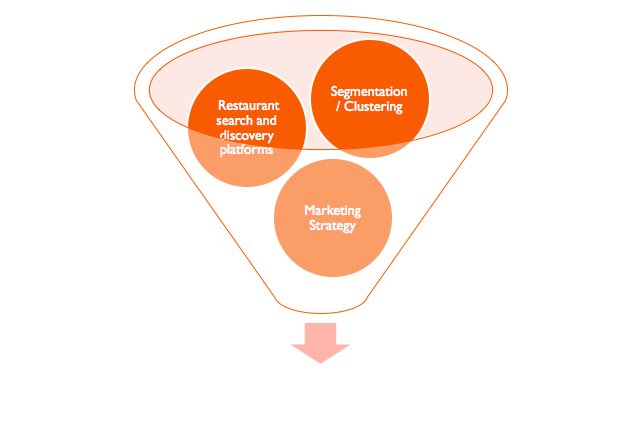 Restaurant
search and
discovery
platforms
Segmentation
/ Clustering
Marketing
Strategy